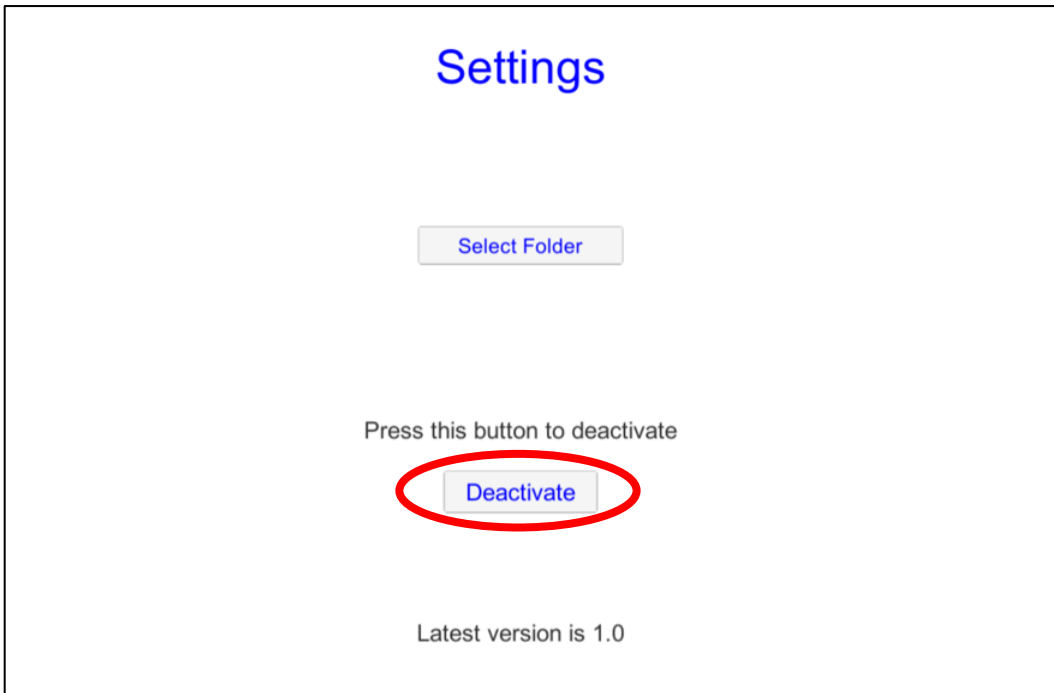 Settings
Select Folder
Press this button to deactivate
Deactivate
Latest version is 1.0